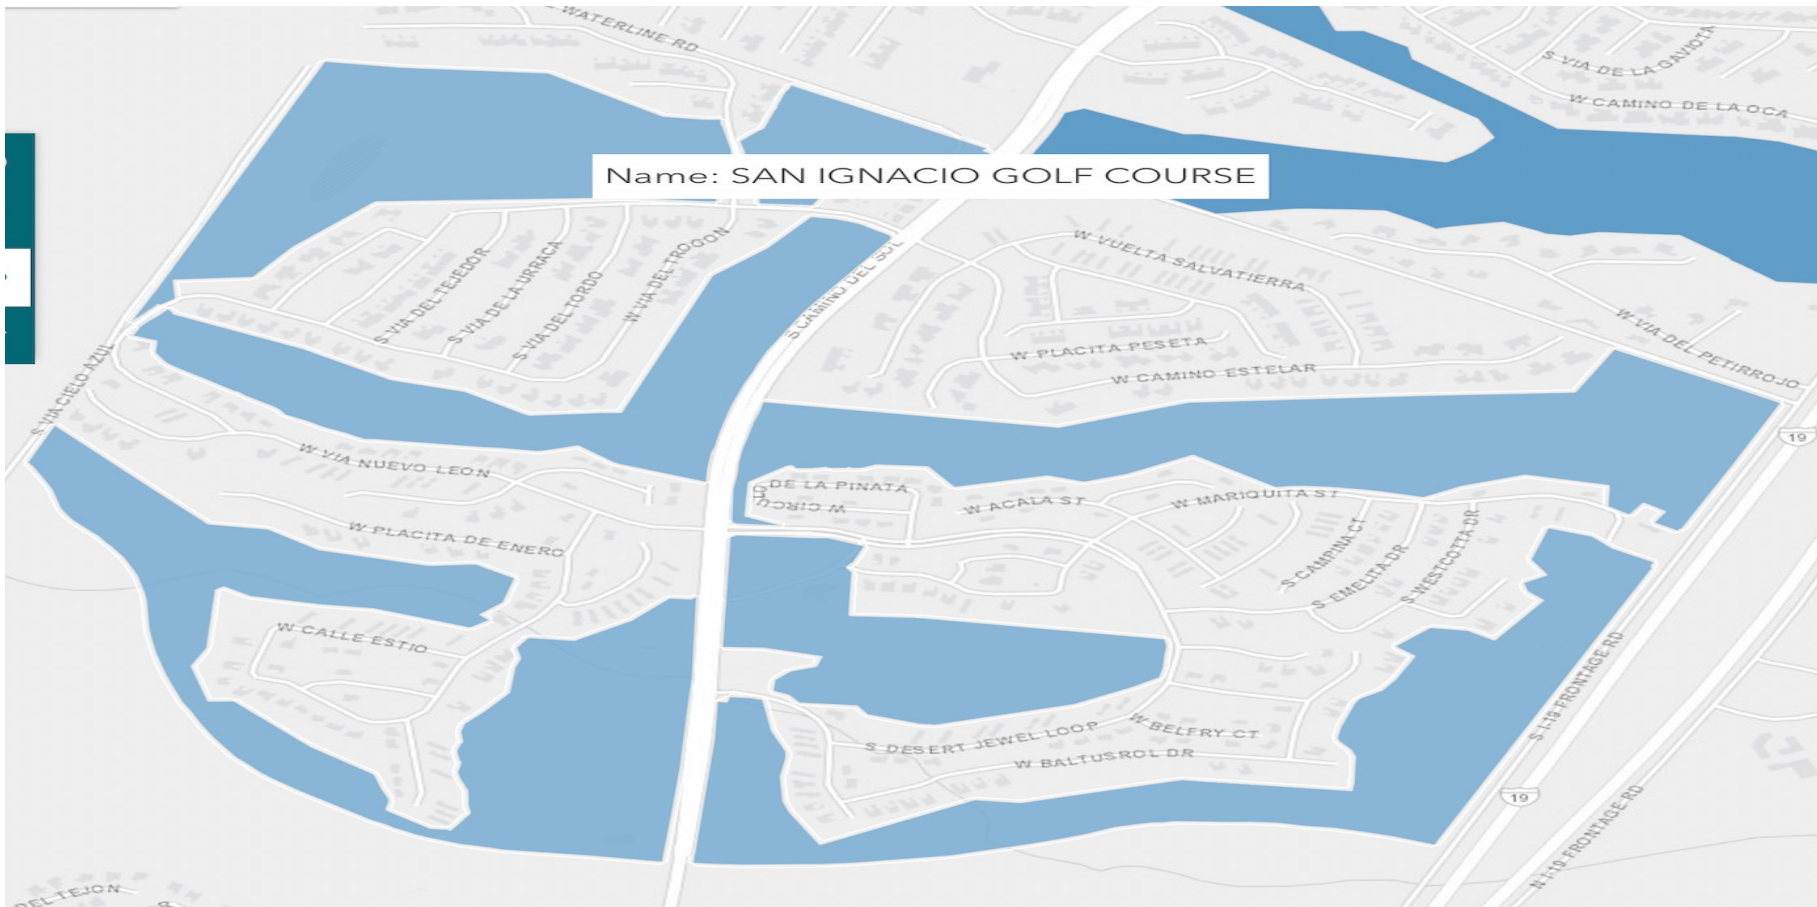 S WATERLINE RD
S VIA DE LA GAVIOTA
W CAMINO DE LA OCA
Name: SAN IGNACIO GOLF COURSE
S VIA DEL TEJEDOR
S VIA DE LA URRACA
S VIA DEL TORDO
W VIA DEL TROGON
S CAMINO DEL SOL
W VUELTA SALVATIERRA
W VIA DEL PETIRROJO
W PLACITA PESETA
W CAMINO ESTELAR
S VIA CIELO AZUL
19
W VIA NUEVO LEON
DE LA PINATA
W CIRCULO
W ACALA ST
W MARIQUITA ST
W PLACITA DE ENERO
S CAMPINA CT
S EMELITA DR
S WESTCOTTA DR
W CALLE ESTIO
S I-19 FRONTAGE RD
S DESERT JEWEL LOOP
W BELFRY CT
W BALTUSROL DR
19
N I-19 FRONTAGE RD
DEL TEJON